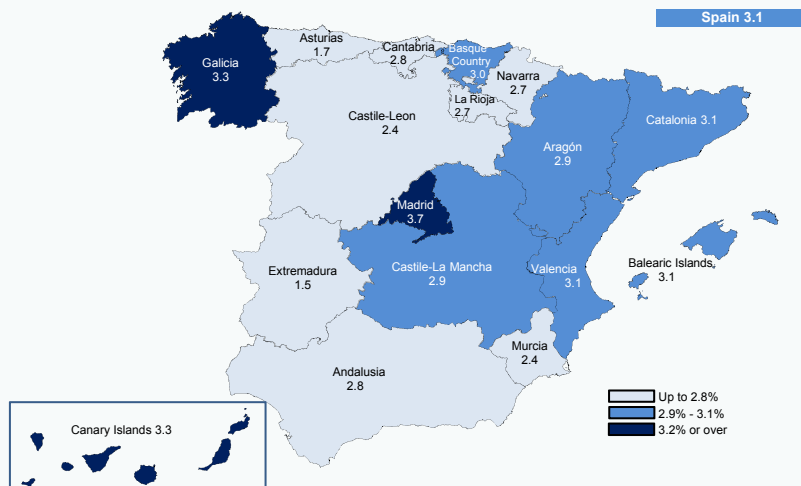 Spain 3.1
Asturias
1.7
Cantabria
2.8
Basque
Country
3.0
Galicia
3.3
Navarra
2.7
La Rioja
2.7
Castile-Leon
2.4
Catalonia 3.1
Aragón
2.9
Madrid
3.7
Castile-La Mancha
2.9
Valencia
3.1
Balearic Islands,
3.1
Extremadura
1.5
Murcia
2.4
Andalusia
2.8
Up to 2.8%
2.9% - 3.1%
3.2% or over
Canary Islands 3.3